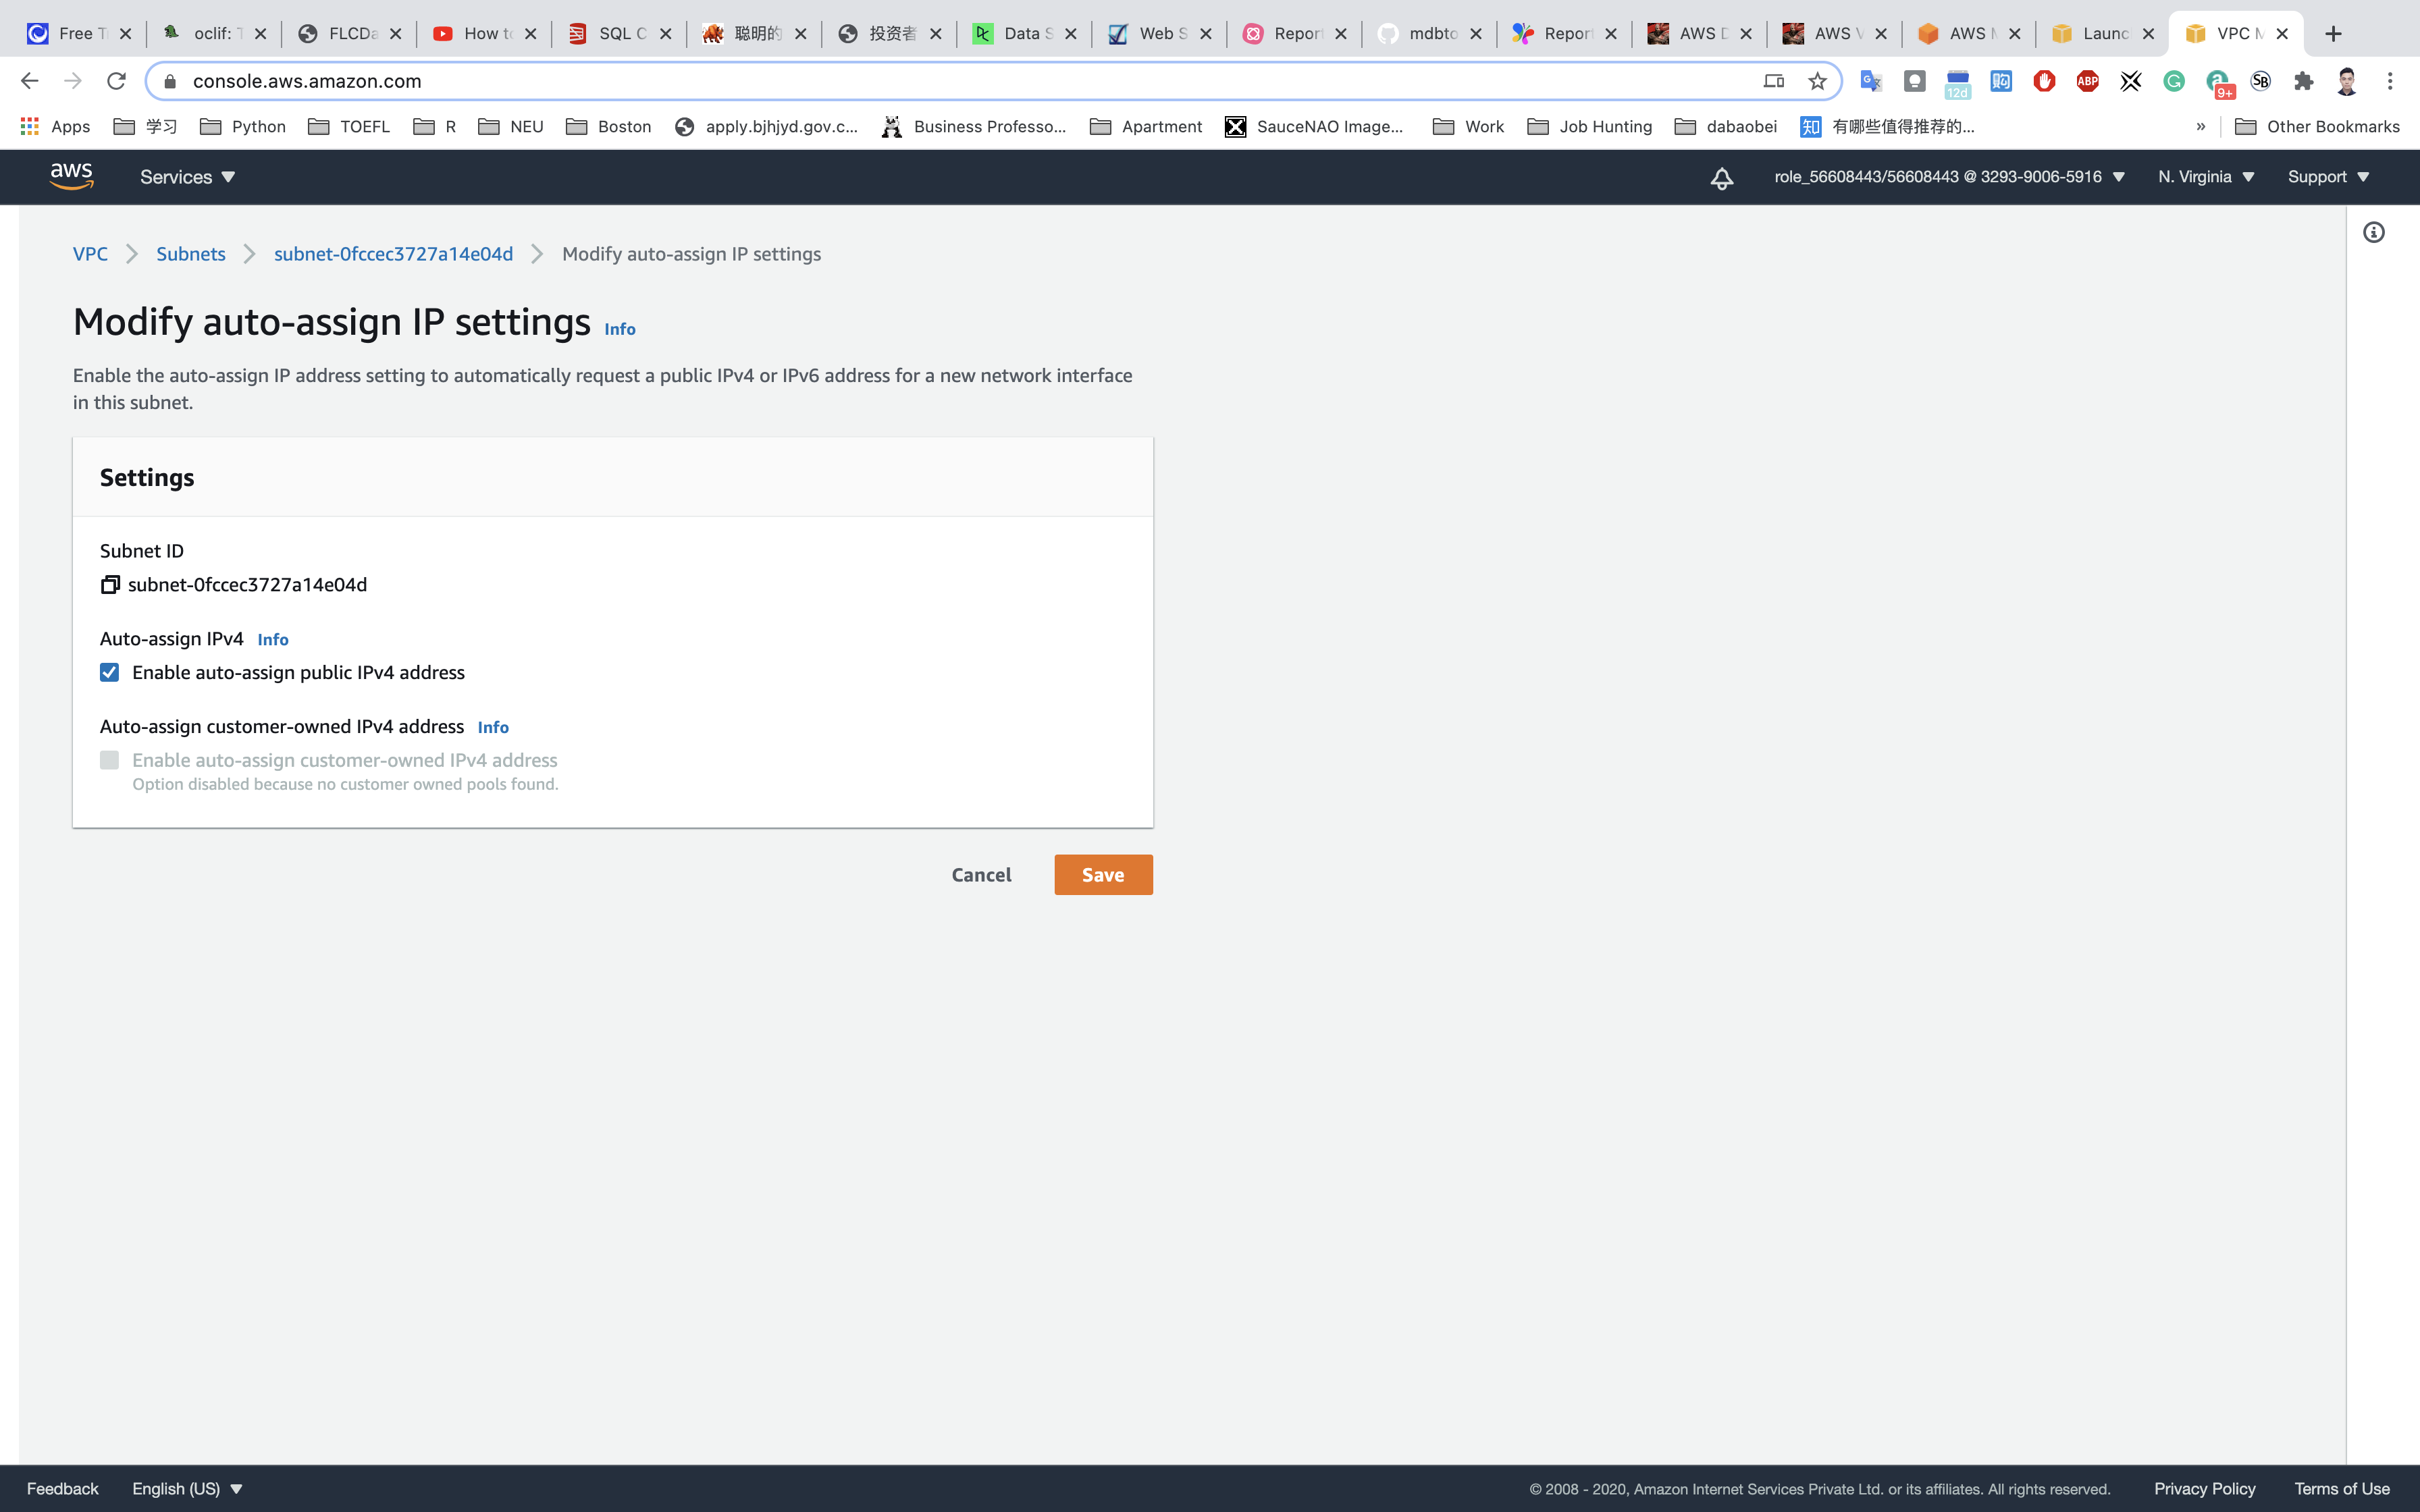 Free T
oclif: T
FLCDa
How to
SQL C
聪明的
投资者
Data S
Web S
Report
mdbto
Report
AWS D
AWS V
AWS M
Launc
VPC M
console.aws.amazon.com
12d
ABP
9+
SB
Apps
学习
Python
TOEFL
R
NEU
Boston
apply.bjhjyd.gov.c...
Business Professo...
Apartment
SauceNAO Image...
Work
Job Hunting
dabaobei
知 有哪些值得推荐的...
»
Other Bookmarks
aws
Services
role_56608443/56608443 @ 3293-9006-5916
N. Virginia
Support
VPC
Subnets
subnet-0fccec3727a14e04d
Modify auto-assign IP settings
Modify auto-assign IP settings Info
Enable the auto-assign IP address setting to automatically request a public IPv4 or IPv6 address for a new network interface
in this subnet.
Settings
Subnet ID
subnet-0fccec3727a14e04d
Auto-assign IPv4 Info
Enable auto-assign public IPv4 address
Auto-assign customer-owned IPv4 address Info
Enable auto-assign customer-owned IPv4 address
Option disabled because no customer owned pools found.
Cancel
Save
Feedback
English (US)
© 2008 - 2020, Amazon Internet Services Private Ltd. or its affiliates. All rights reserved.
Privacy Policy
Terms of Use